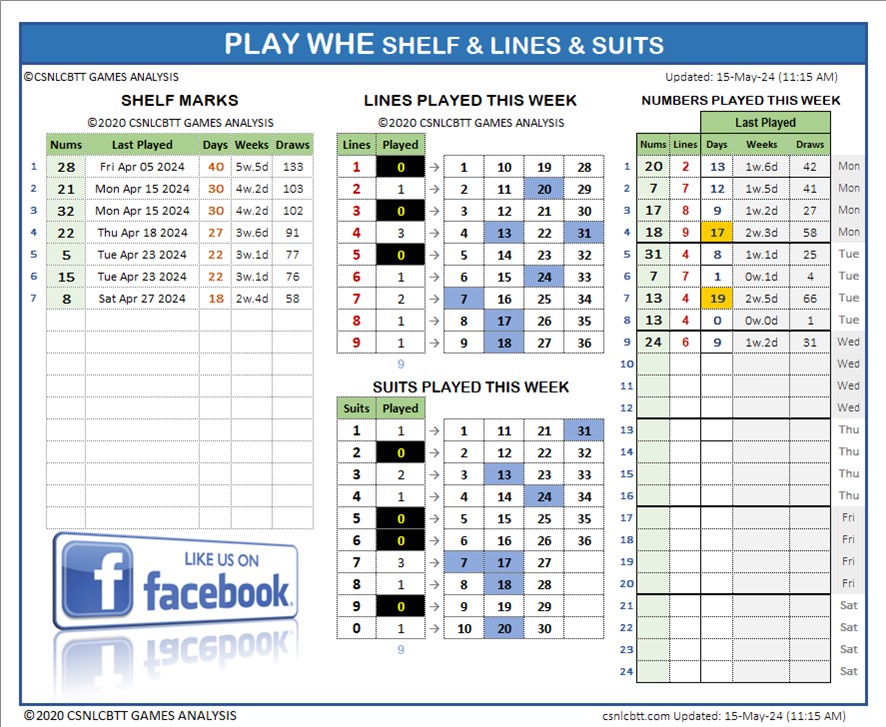 PLAY WHE SHELF & LINES & SUITS
©CSNLCBTT GAMES ANALYSIS
Updated: 15-May-24 (11:15 AM)
SHELF MARKS
©2020 CSNLCBTT GAMES ANALYSIS
Nums Last Played Days Weeks Draws
1 28 Fri Apr 05 2024 40 5w.5d 133
2 21 Mon Apr 15 2024 30 4w.2d 103
3 32 Mon Apr 15 2024 30 4w.2d 102
4 22 Thu Apr 18 2024 27 3w.6d 91
5 5 Tue Apr 23 2024 22 3w.1d 77
6 15 Tue Apr 23 2024 22 3w.1d 76
7 8 Sat Apr 27 2024 18 2w.4d 58
LIKE US ON
f facebook®
LINES PLAYED THIS WEEK
©2020 CSNLCBTT GAMES ANALYSIS
Lines Played
1 0 → 1 10 19 28
2 1 → 2 11 20 29
3 0 → 3 12 21 30
4 3 → 4 13 22 31
5 0 → 5 14 23 32
6 1 → 6 15 24 33
7 2 → 7 16 25 34
8 1 → 8 17 26 35
9 1 → 9 18 27 36
9
SUITS PLAYED THIS WEEK
Suits Played
1 1 → 1 11 21 31
2 0 → 2 12 22 32
3 2 → 3 13 23 33
4 1 → 4 14 24 34
5 0 → 5 15 25 35
6 0 → 6 16 26 36
7 3 → 7 17 27
8 1 → 8 18 28
9 0 → 9 19 29
0 1 → 10 20 30
9
NUMBERS PLAYED THIS WEEK
Last Played
Nums Lines Days Weeks Draws
1 20 2 13 1w.6d 42 Mon
2 7 7 12 1w.5d 41 Mon
3 17 8 9 1w.2d 27 Mon
4 18 9 17 2w.3d 58 Mon
5 31 4 8 1w.1d 25 Tue
6 7 7 1 0w.1d 4 Tue
7 13 4 19 2w.5d 66 Tue
8 13 4 0 0w.0d 1 Tue
9 24 6 9 1w.2d 31 Wed
10 Wed
11 Wed
12 Wed
13 Thu
14 Thu
15 Thu
16 Thu
17 Fri
18 Fri
19 Fri
20 Fri
21 Sat
22 Sat
23 Sat
24 Sat
©2020 CSNLCBTT GAMES ANALYSIS
csnlcbtt.com Updated: 15-May-24 (11:15 AM)